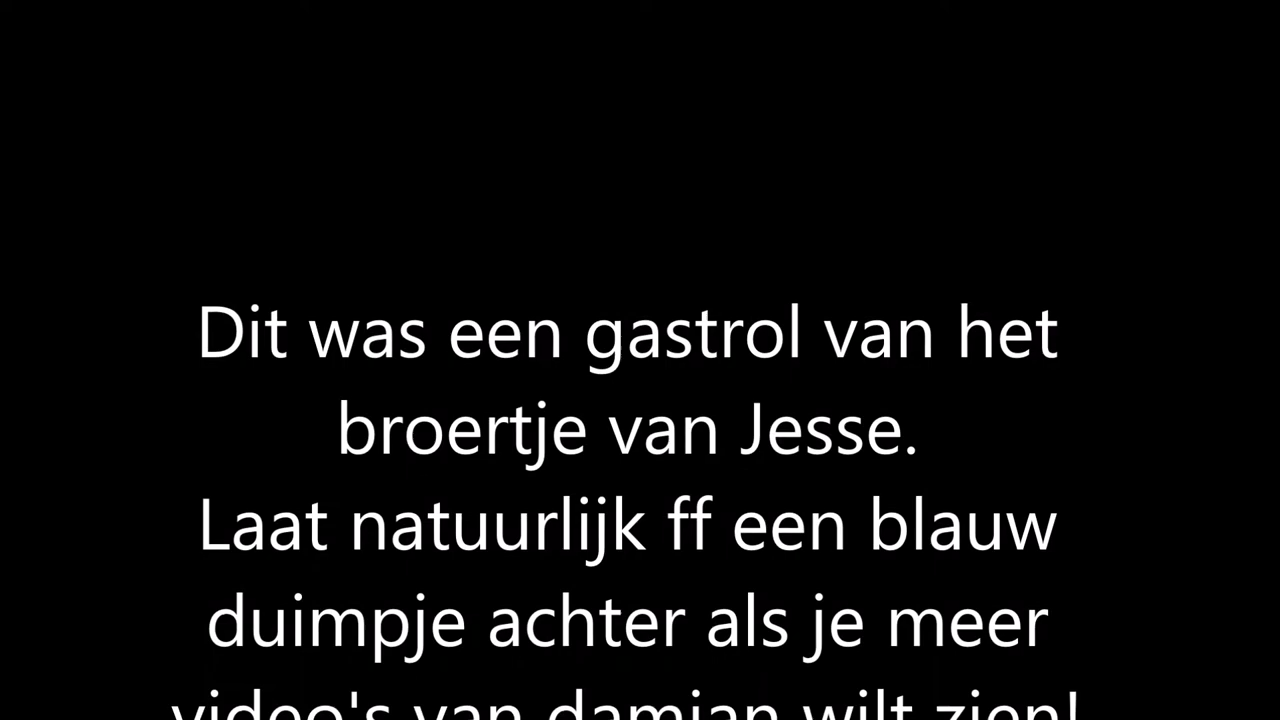 Dit was een gastrol van het
broertje van Jesse.
Laat natuurlijk ff een blauw
duimpje achter als je meer
video's van damian wilt zien!